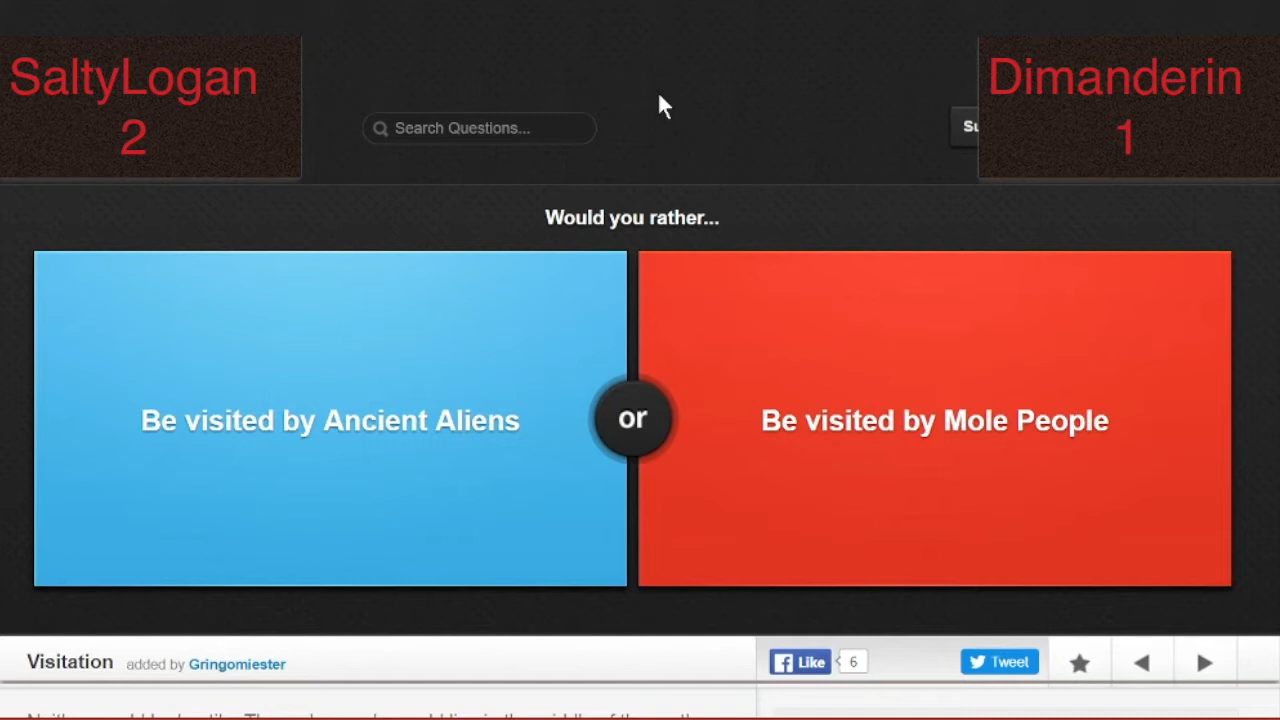 SaltyLogan
2
Dimanderin
1
Search Questions...
Would you rather...
Be visited by Ancient Aliens
or
Be visited by Mole People
Visitation added by Gringomiester
Like 6
Tweet